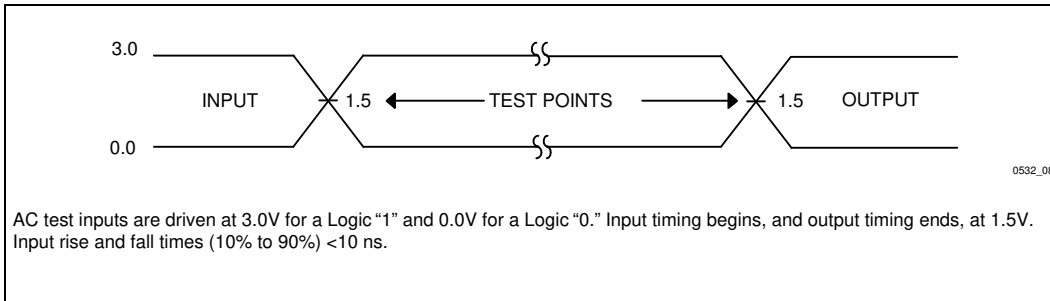 3.0
INPUT 1.5 TEST POINTS 1.5 OUTPUT
0.0
0532_08
AC test inputs are driven at 3.0V for a Logic “1” and 0.0V for a Logic “0.” Input timing begins, and output timing ends, at 1.5V.
Input rise and fall times (10% to 90%) <10 ns.